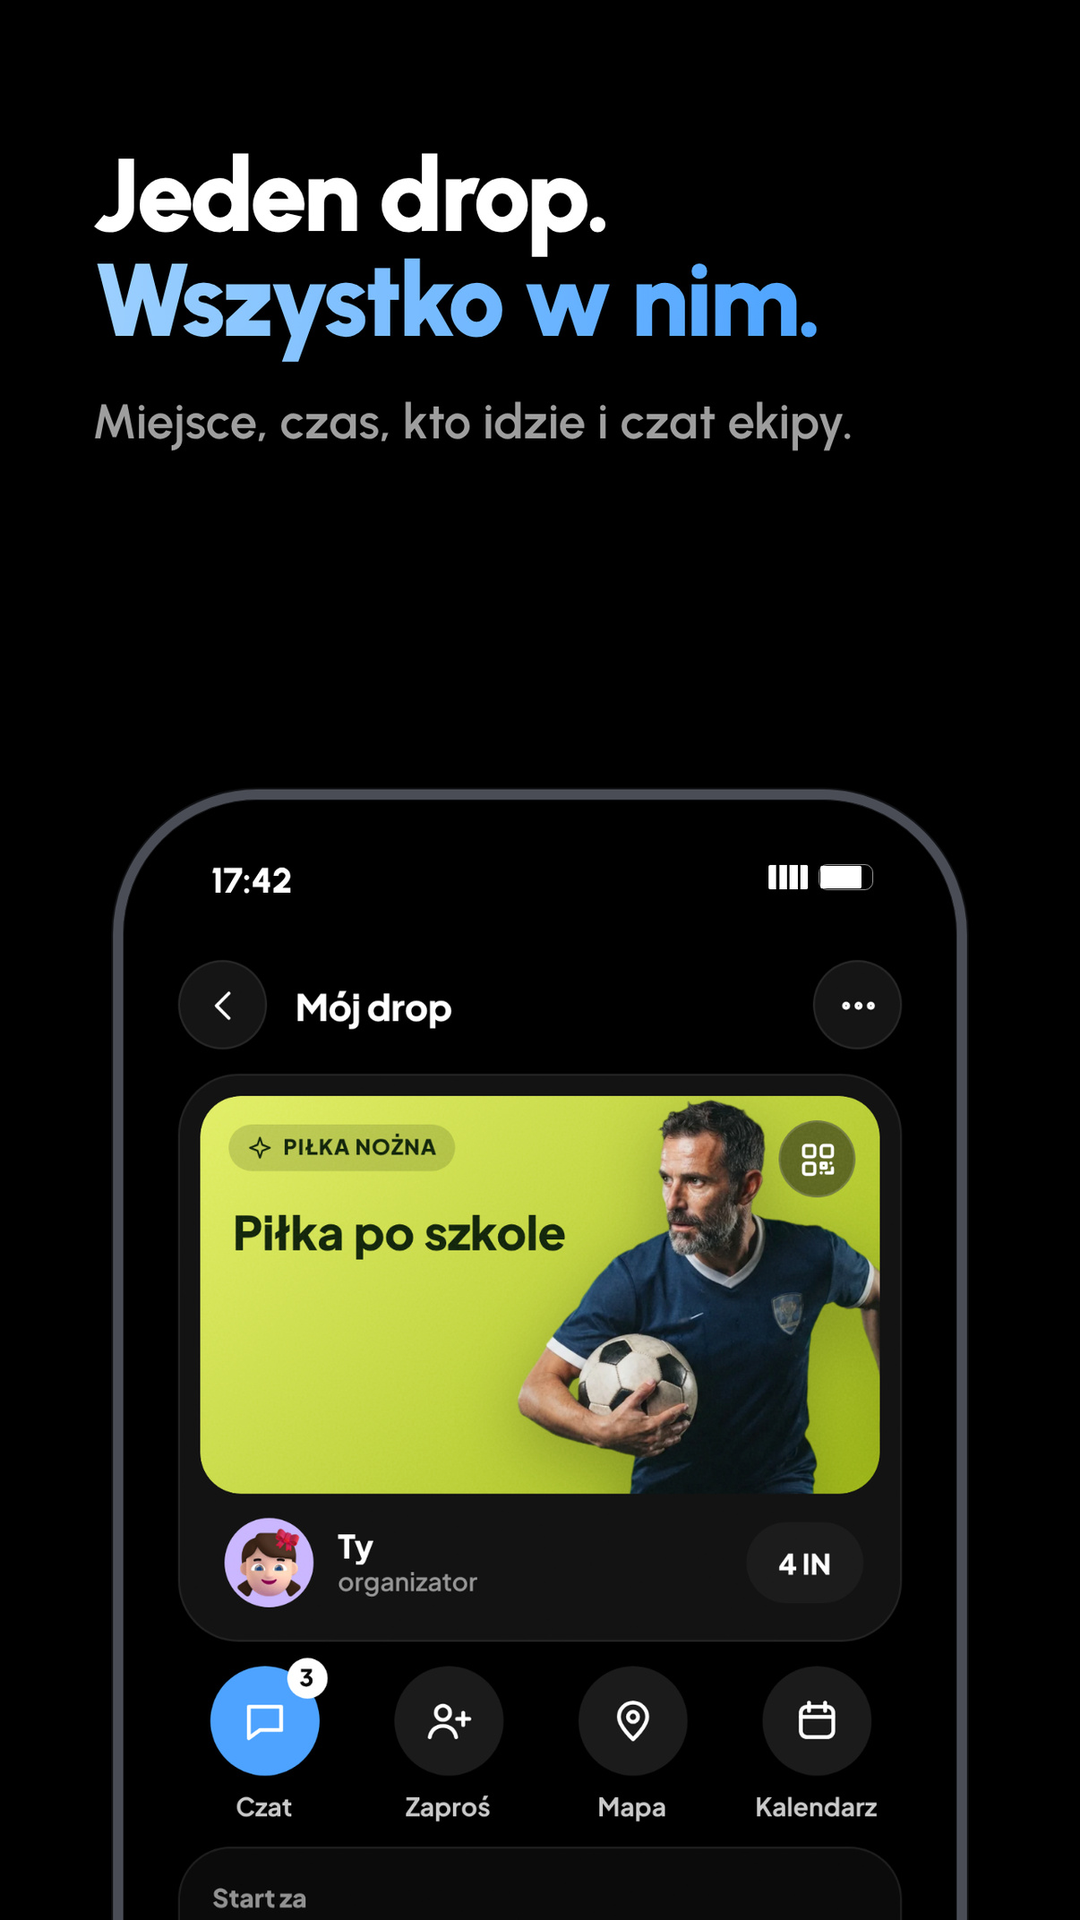 Jeden drop.
Wszystko w nim.
Miejsce, czas, kto idzie i czat ekipy.
17:42
Mój drop
PIŁKA NOŻNA
Piłka po szkole
Ty
organizator
4 IN
3
Czat
Zaproś
Mapa
Kalendarz
Start za